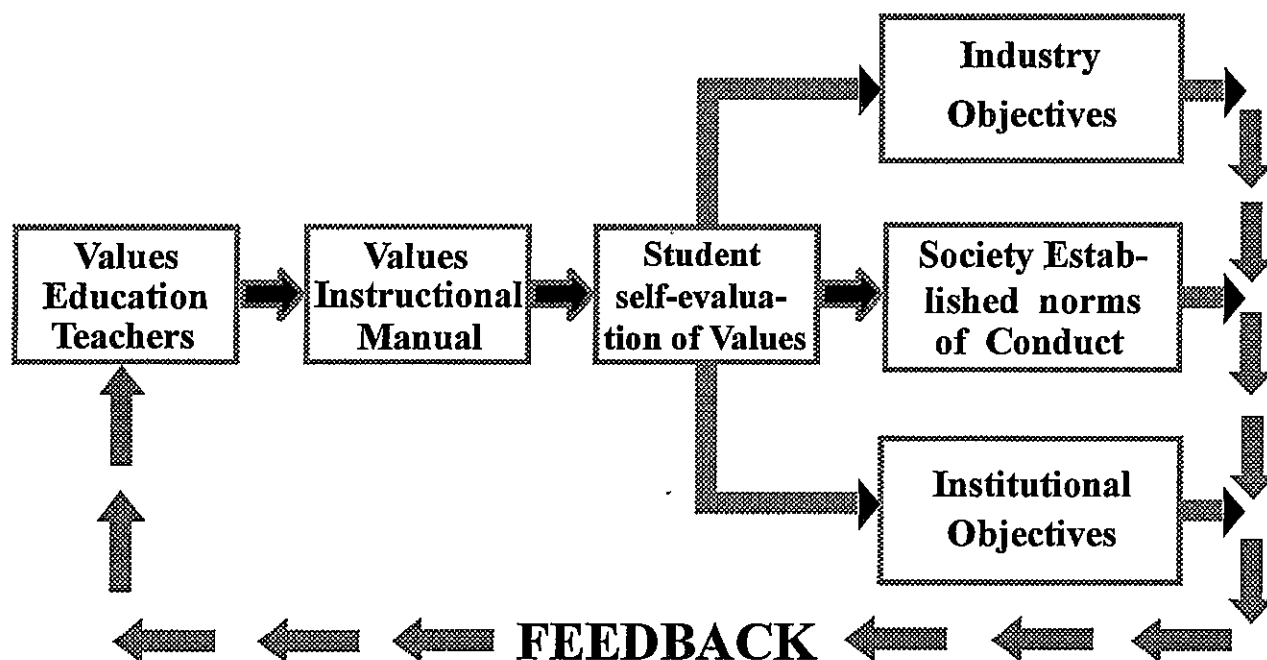 Values
Education
Teachers
Values
Instructional
Manual
Student
self-evalua-
tion of Values
Industry
Objectives
Society Estab-
lished norms
of Conduct
Institutional
Objectives
FEEDBACK